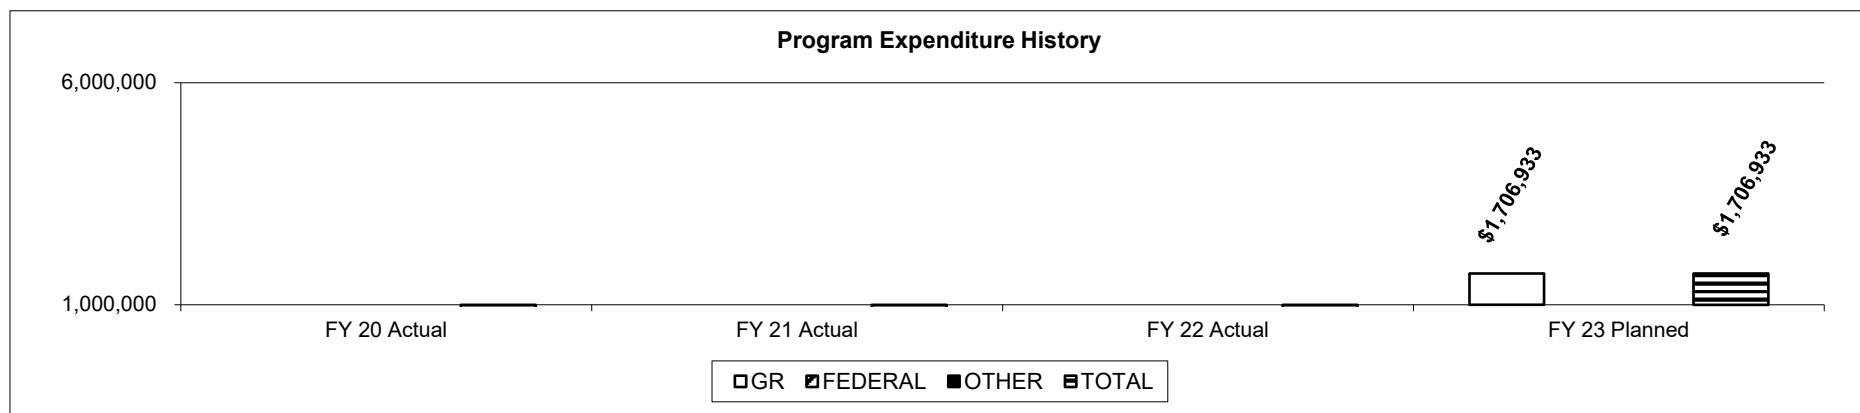 Program Expenditure History
6,000,000
$1,706,933
$1,706,933
1,000,000
FY 20 Actual
FY 21 Actual
FY 22 Actual
FY 23 Planned
GR FEDERAL OTHER TOTAL